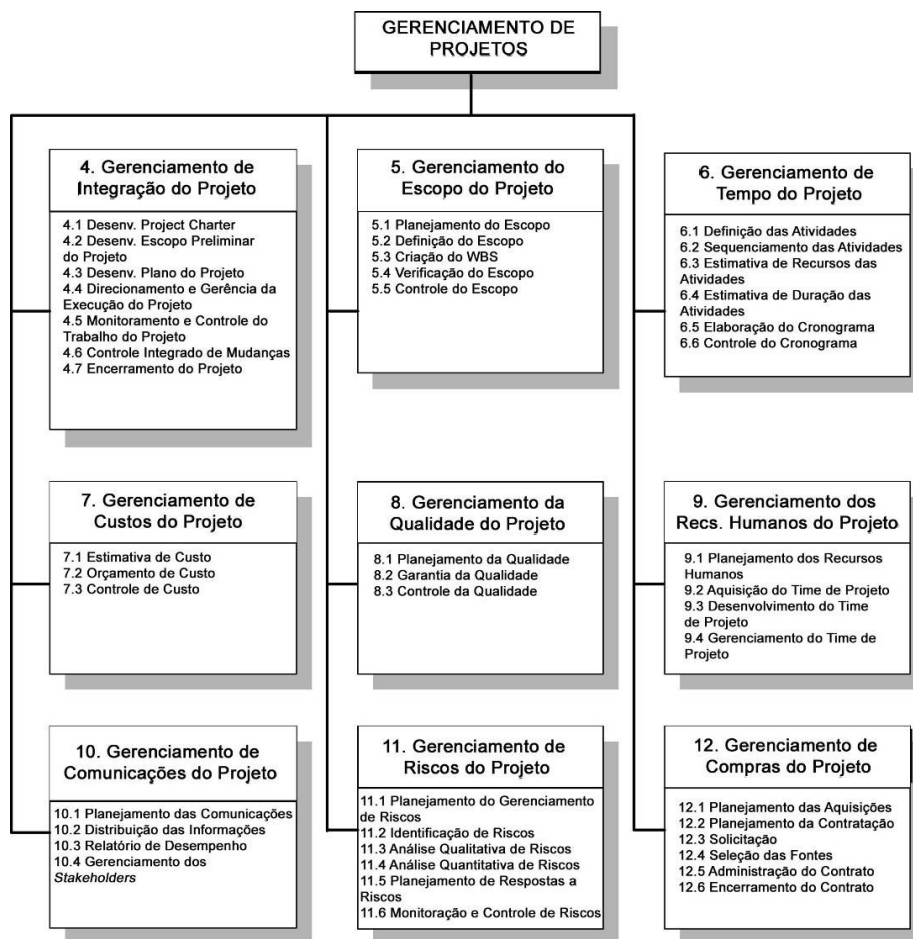 GERENCIAMENTO DE
PROJETOS
4. Gerenciamento de
Integração do Projeto
4.1 Desenv. Project Charter
4.2 Desenv. Escopo Preliminar
do Projeto
4.3 Desenv. Plano do Projeto
4.4 Direcionamento e Gerência da
Execução do Projeto
4.5 Monitoramento e Controle do
Trabalho do Projeto
4.6 Controle Integrado de Mudanças
4.7 Encerramento do Projeto
5. Gerenciamento do
Escopo do Projeto
5.1 Planejamento do Escopo
5.2 Definição do Escopo
5.3 Criação do WBS
5.4 Verificação do Escopo
5.5 Controle do Escopo
6. Gerenciamento de
Tempo do Projeto
6.1 Definição das Atividades
6.2 Sequenciamento das Atividades
6.3 Estimativa de Recursos das
Atividades
6.4 Estimativa de Duração das
Atividades
6.5 Elaboração do Cronograma
6.6 Controle do Cronograma
7. Gerenciamento de
Custos do Projeto
7.1 Estimativa de Custo
7.2 Orçamento de Custo
7.3 Controle de Custo
8. Gerenciamento da
Qualidade do Projeto
8.1 Planejamento da Qualidade
8.2 Garantia da Qualidade
8.3 Controle da Qualidade
9. Gerenciamento dos
Recs. Humanos do Projeto
9.1 Planejamento dos Recursos
Humanos
9.2 Aquisição do Time de Projeto
9.3 Desenvolvimento do Time
de Projeto
9.4 Gerenciamento do Time de
Projeto
10. Gerenciamento de
Comunicações do Projeto
10.1 Planejamento das Comunicações
10.2 Distribuição das Informações
10.3 Relatório de Desempenho
10.4 Gerenciamento dos
Stakeholders
11. Gerenciamento de
Riscos do Projeto
11.1 Planejamento do Gerenciamento
de Riscos
11.2 Identificação de Riscos
11.3 Análise Qualitativa de Riscos
11.4 Análise Quantitativa de Riscos
11.5 Planejamento de Respostas a
Riscos
11.6 Monitoração e Controle de Riscos
12. Gerenciamento de
Compras do Projeto
12.1 Planejamento das Aquisições
12.2 Planejamento da Contratação
12.3 Solicitação
12.4 Seleção das Fontes
12.5 Administração do Contrato
12.6 Encerramento do Contrato